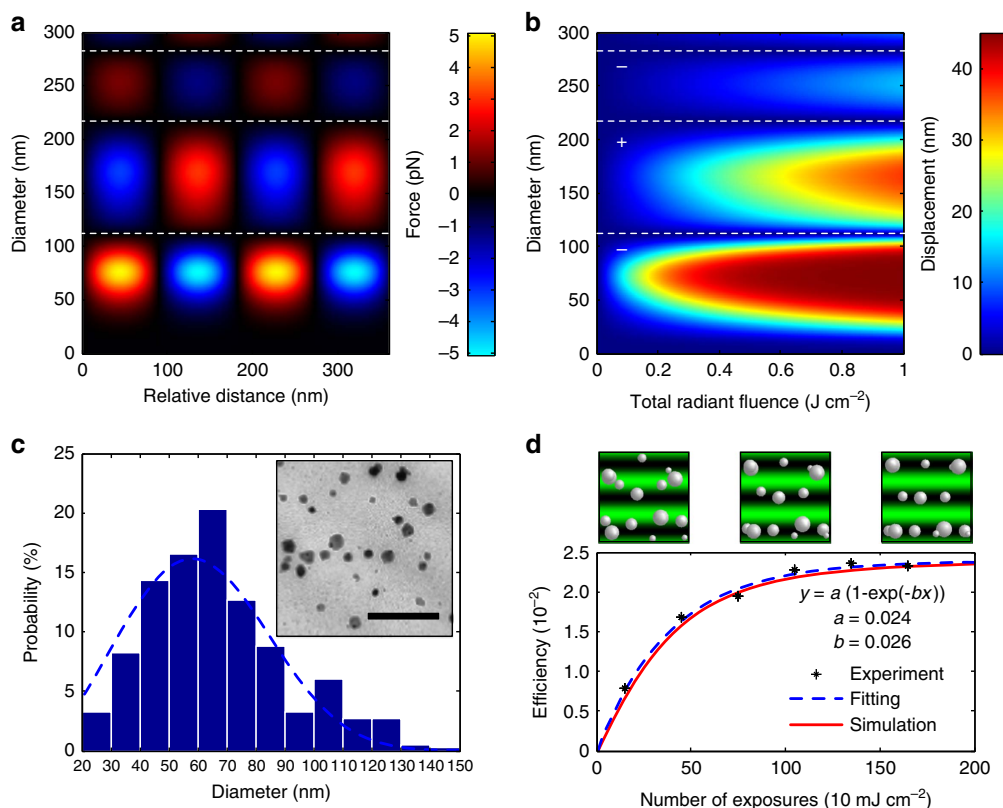 a
300
250
200
150
100
50
0
Diameter (nm)
0
100
200
300
Relative distance (nm)
5
4
3
2
1
0
−1
−2
−3
−4
−5
Force (pN)
b
300
250
200
150
100
50
0
Diameter (nm)
−
+
−
0
0.2
0.4
0.6
0.8
1
Total radiant fluence (J cm−2)
40
30
20
10
0
Displacement (nm)
c
25
20
15
10
5
0
Probability (%)
20 30 40 50 60 70 80 90 100 110 120 130 140 150
Diameter (nm)
d
2.5
2.0
1.5
1.0
0.5
0
Efficiency (10−2)
y = a (1-exp(-bx))
a = 0.024
b = 0.026
Experiment
Fitting
Simulation
0
50
100
150
200
Number of exposures (10 mJ cm−2)